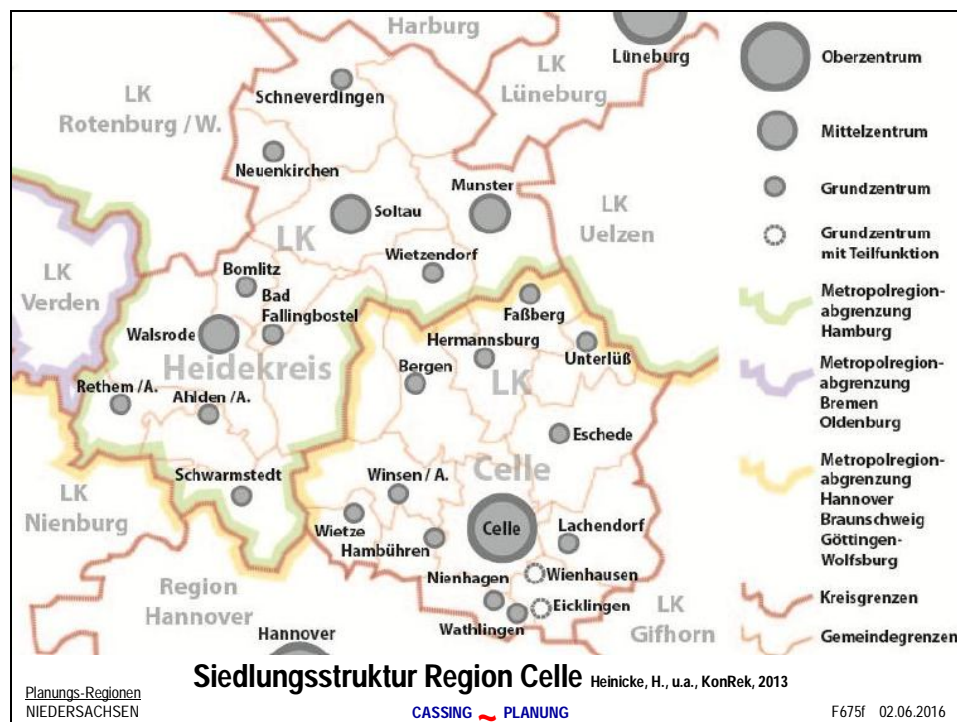 Harburg
Lüneburg
LK
Lüneburg
LK
Rotenburg / W.
Schneverdingen
Neuenkirchen
Munster
Soltau
LK
Uelzen
LK
Wietzendorf
LK
Verden
Bomlitz
Bad
Fallingbostel
Walsrode
Heidekreis
Faßberg
Hermannsburg
Unterlüß
Bergen
LK
Rethem /A.
Ahlden /A.
Eschede
Celle
Schwarmstedt
Winsen / A.
LK
Nienburg
Wietze
Hambühren
Celle
Lachendorf
Nienhagen
Wienhausen
Eicklingen
Wathlingen
Region
Hannover
LK
Gifhorn
Hannover
Oberzentrum
Mittelzentrum
Grundzentrum
Grundzentrum
mit Teilfunktion
Metropolregion-
abgrenzung
Hamburg
Metropolregion-
abgrenzung
Bremen
Oldenburg
Metropolregion-
abgrenzung
Hannover
Braunschweig
Göttingen-
Wolfsburg
Kreisgrenzen
Gemeindegrenzen
Siedlungsstruktur Region Celle Heinicke, H., u.a., KonRek, 2013
Planungs-Regionen
NIEDERSACHSEN
CASSING ~ PLANUNG
F675f 02.06.2016